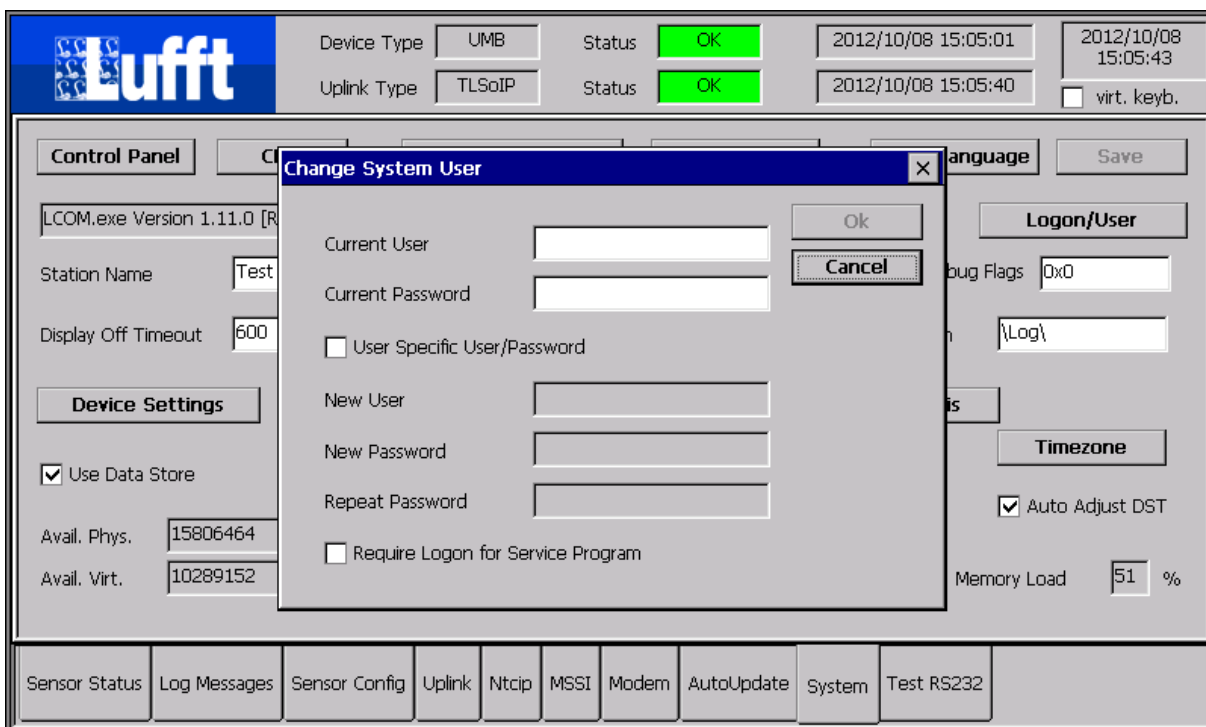 Lufft
Device Type UMB Status OK 2012/10/08 15:05:01 2012/10/08
15:05:43
Uplink Type TLSoIP Status OK 2012/10/08 15:05:40 virt. keyb.
Control Panel Save
Change System User
LCOM.exe Version 1.11.0 Logon/User
Station Name Test
Display Off Timeout 600 \Log\
Flags 0x0
Device Settings
Use Data Store
Avail. Phys. 15806464
Avail. Virt. 10289152
Current User Ok
Current Password Cancel
User Specific User/Password
New User
New Password
Repeat Password
Require Logon for Service Program
Timezone
Auto Adjust DST
Memory Load 51 %
Sensor Status Log Messages Sensor Config Uplink Ntcip MSSI Modem AutoUpdate System Test RS232